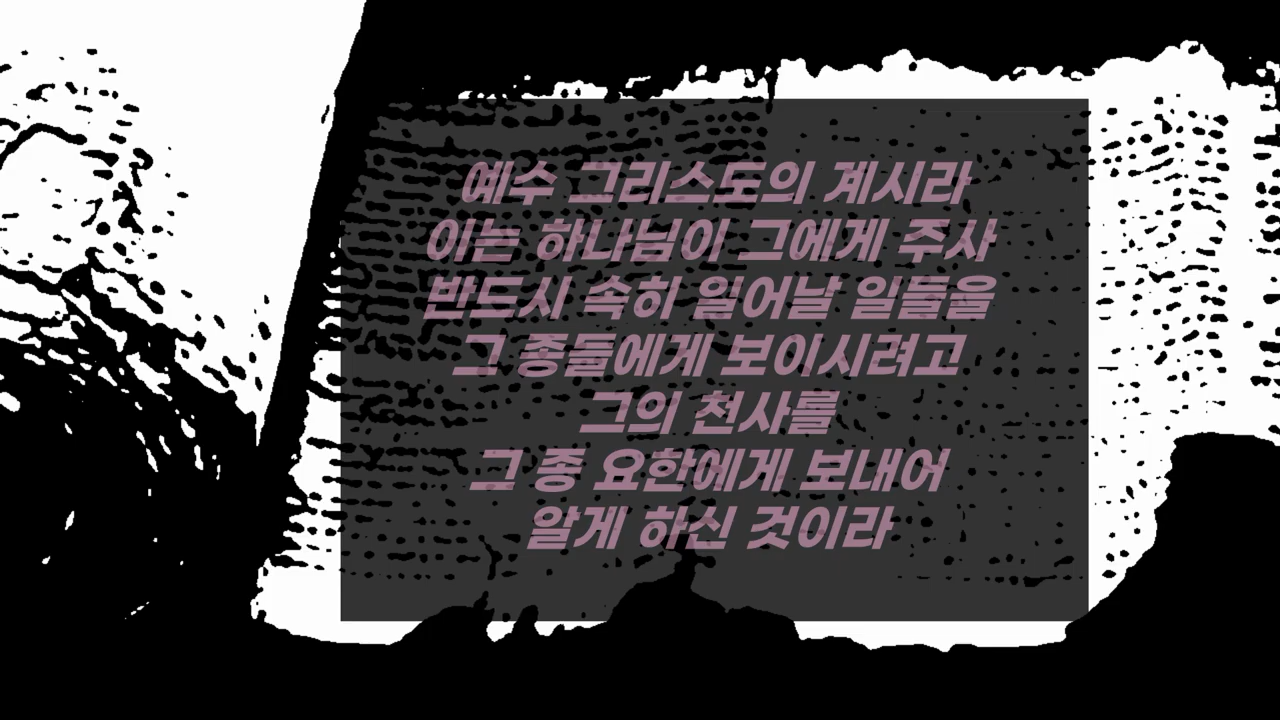 예수 그리스도의 계시라
이는 하나님이 그에게 주사
반드시 속히 일어날 일들을
그 종들에게 보이시려고
그의 천사를
그 종 요한에게 보내어
알게 하신 것이라